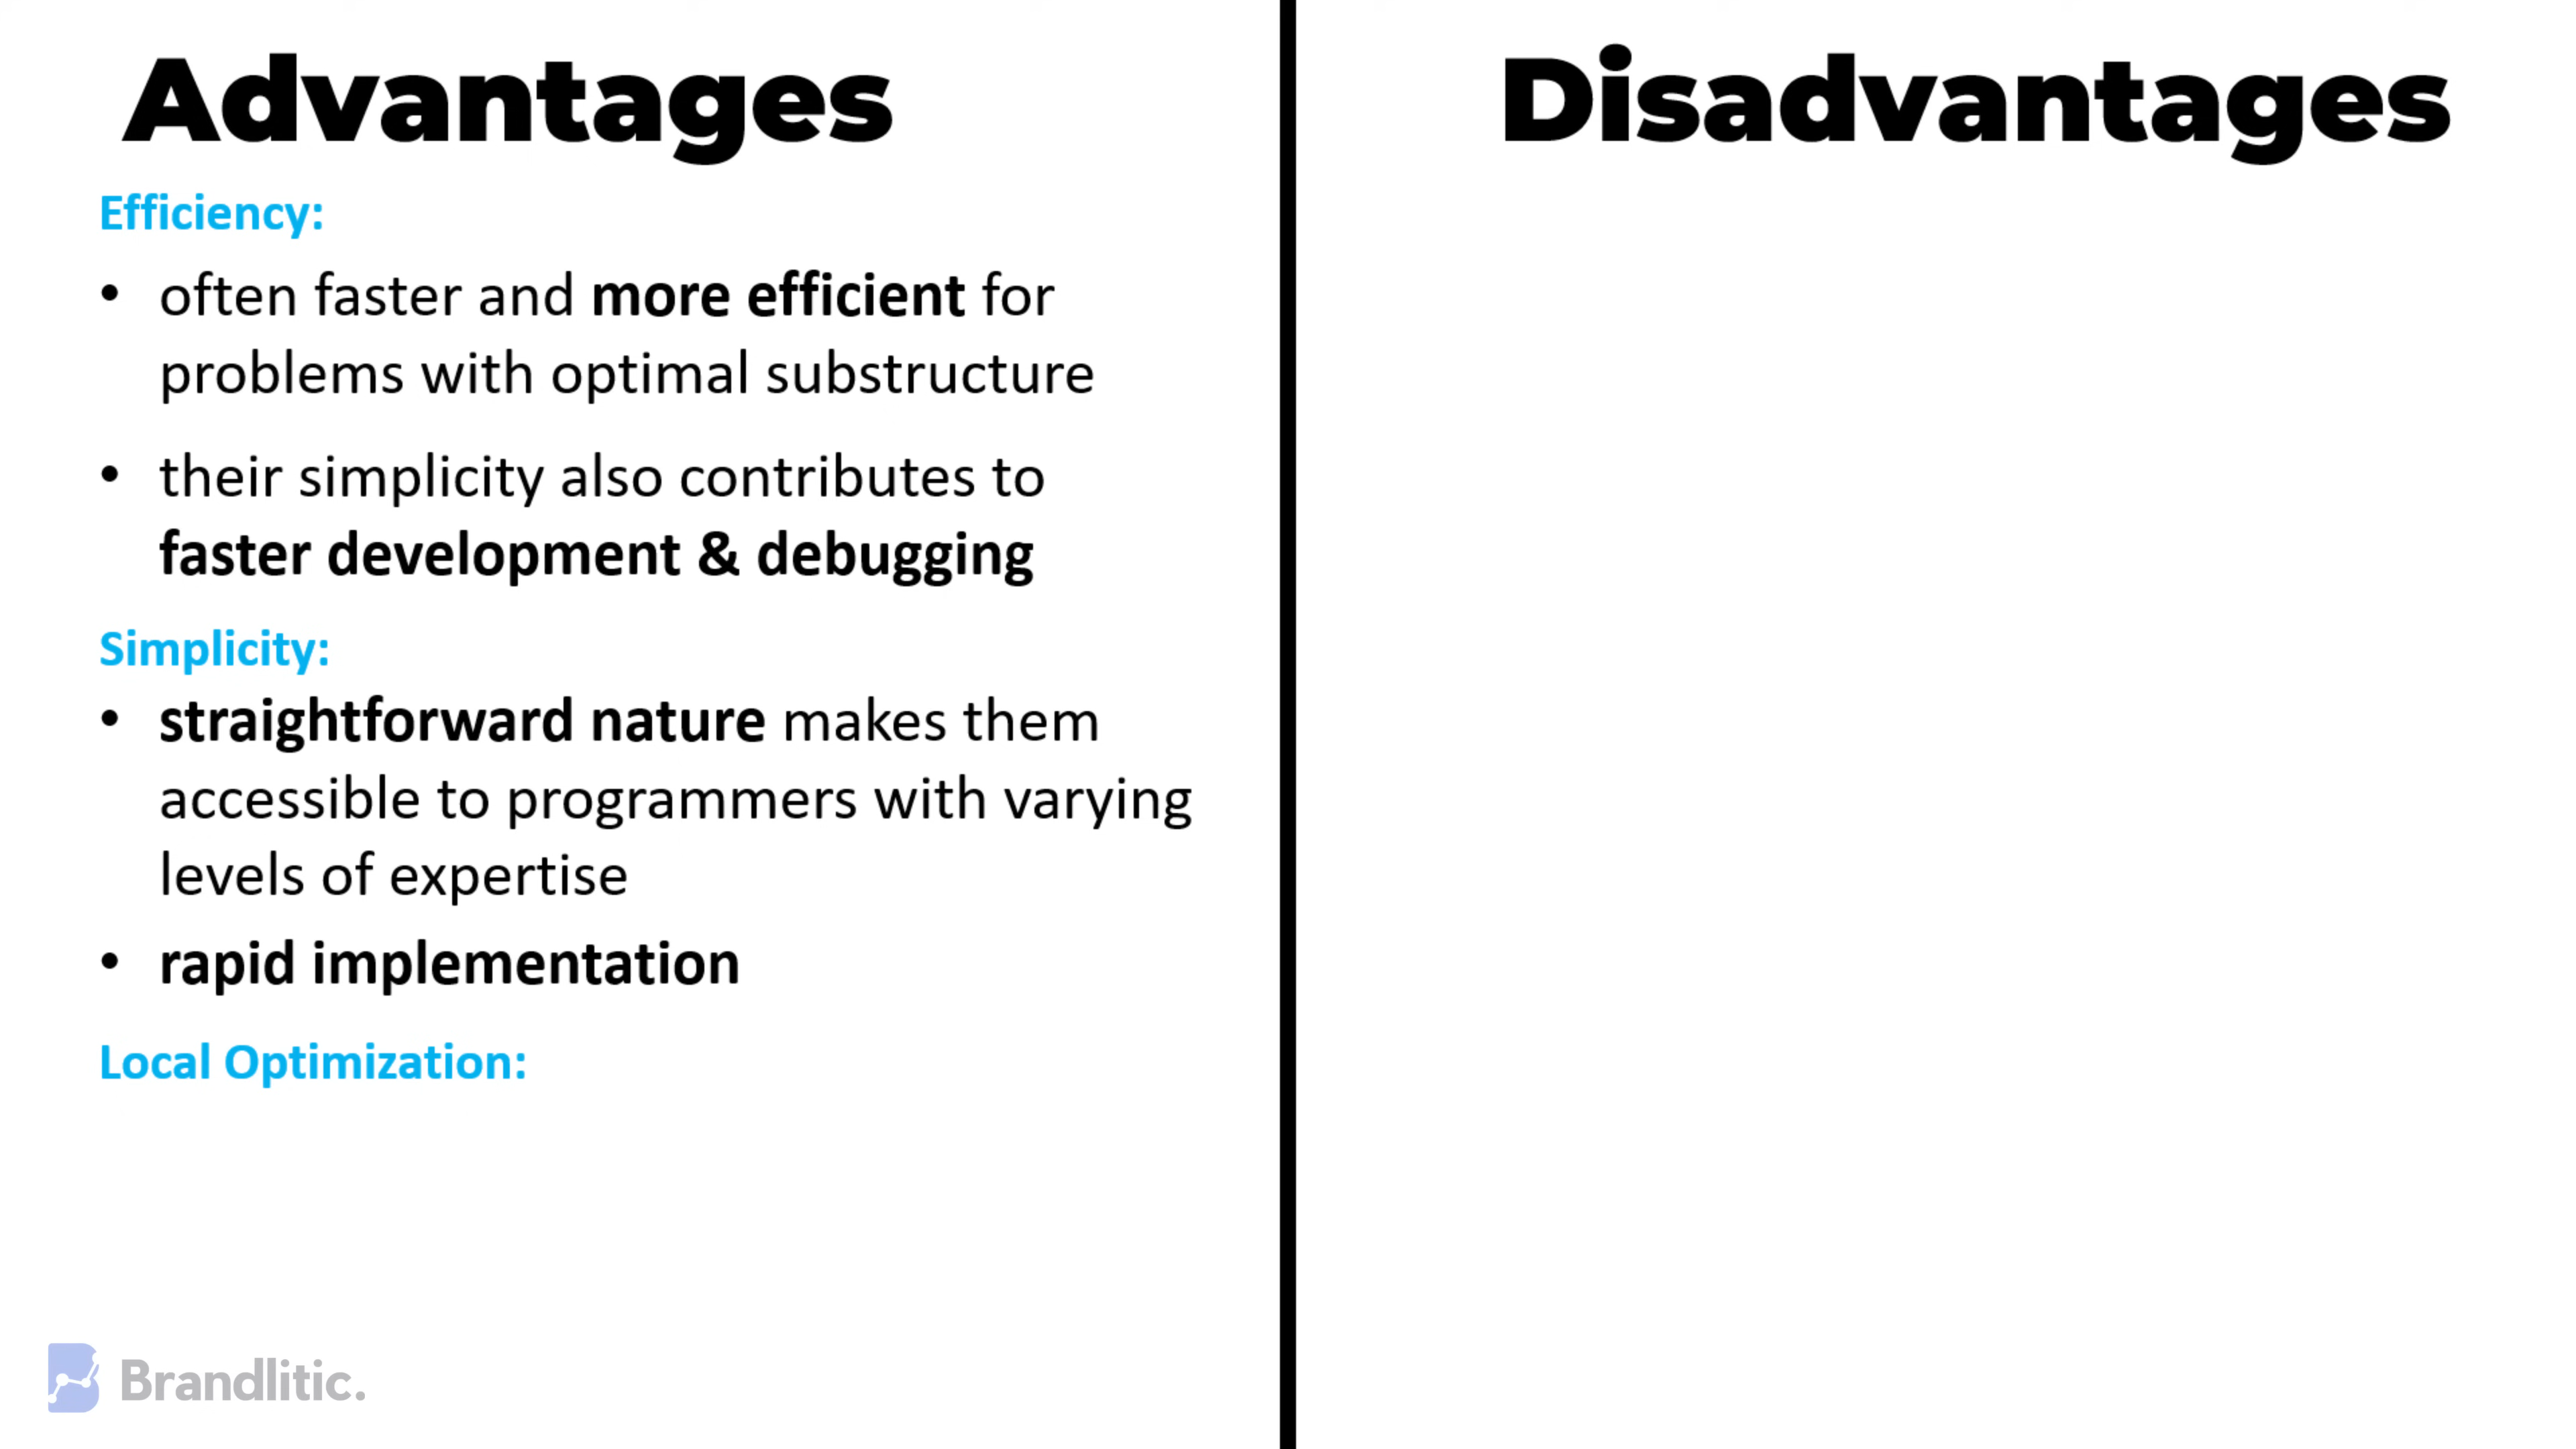 Advantages
Efficiency:
• often faster and more efficient for
problems with optimal substructure
• their simplicity also contributes to
faster development & debugging
Simplicity:
• straightforward nature makes them
accessible to programmers with varying
levels of expertise
• rapid implementation
Local Optimization:
Disadvantages
Brandlitic.